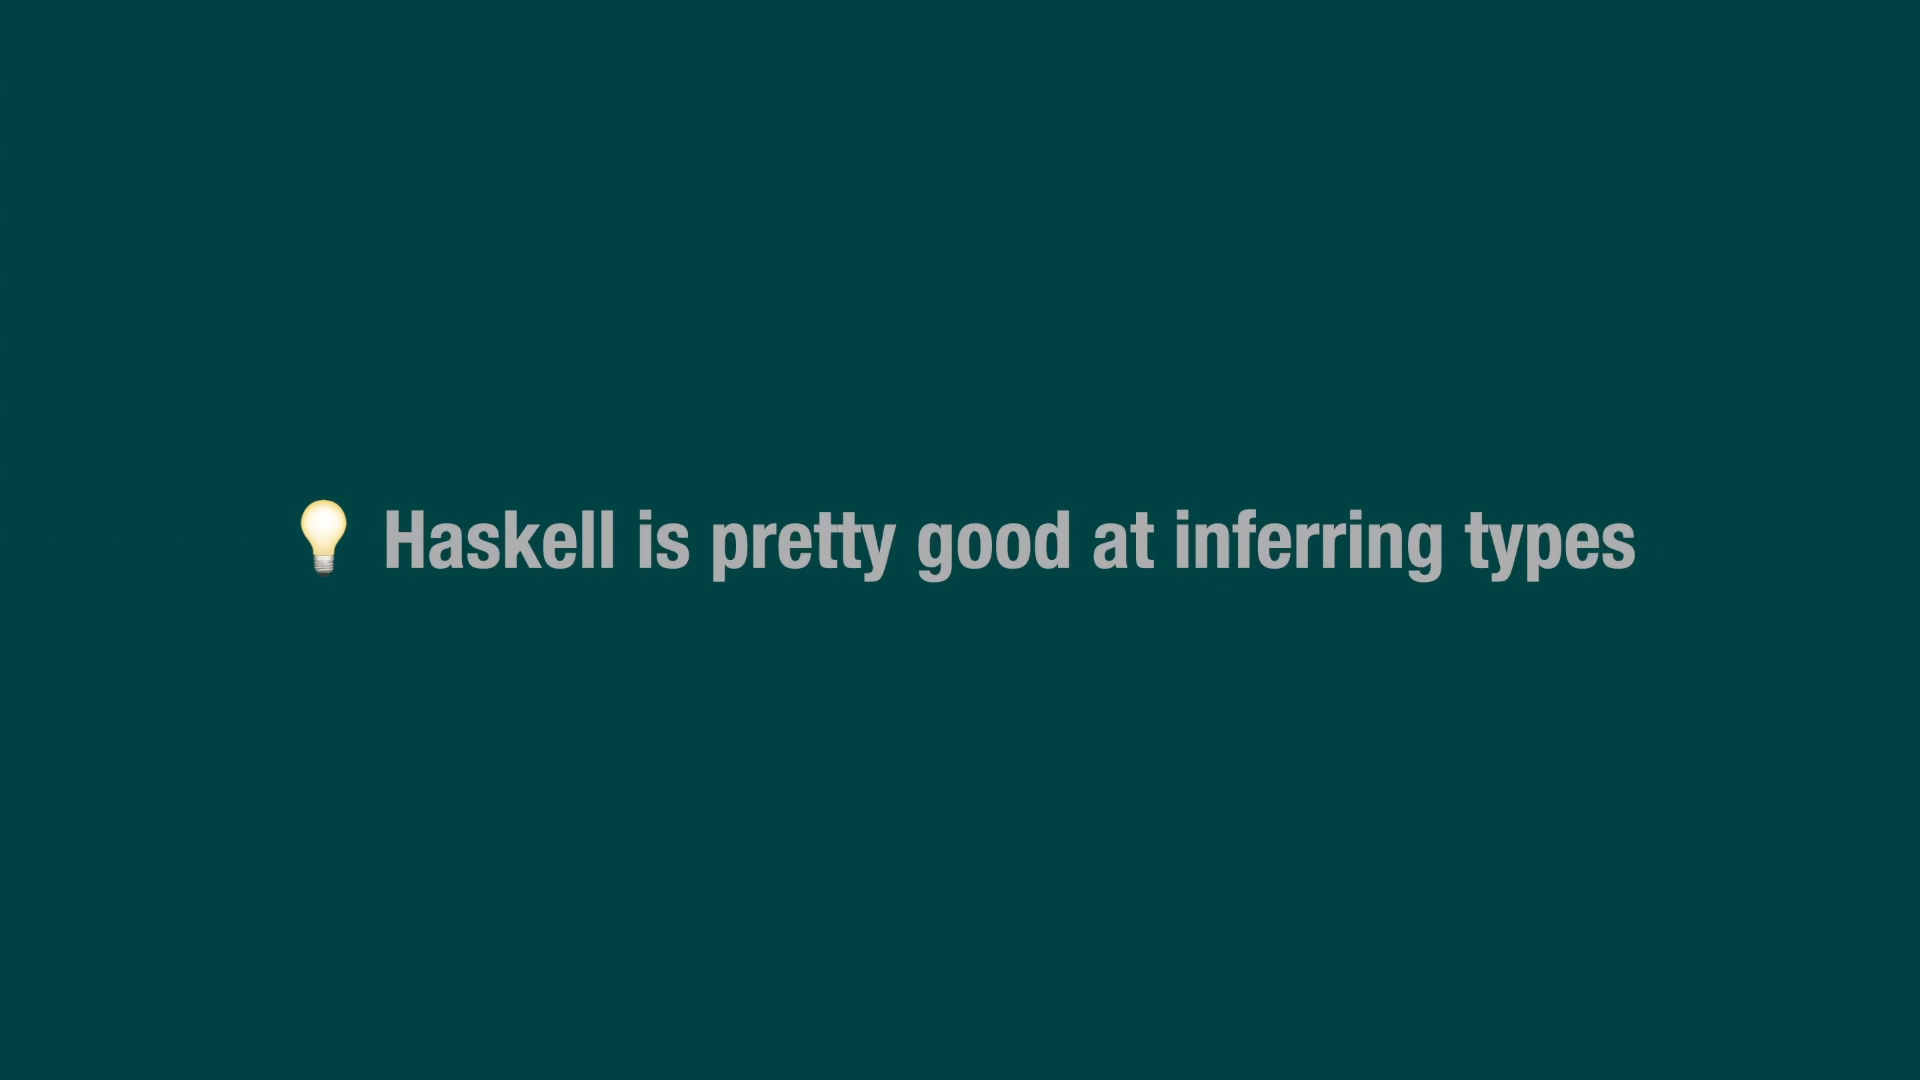 💡 Haskell is pretty good at inferring types